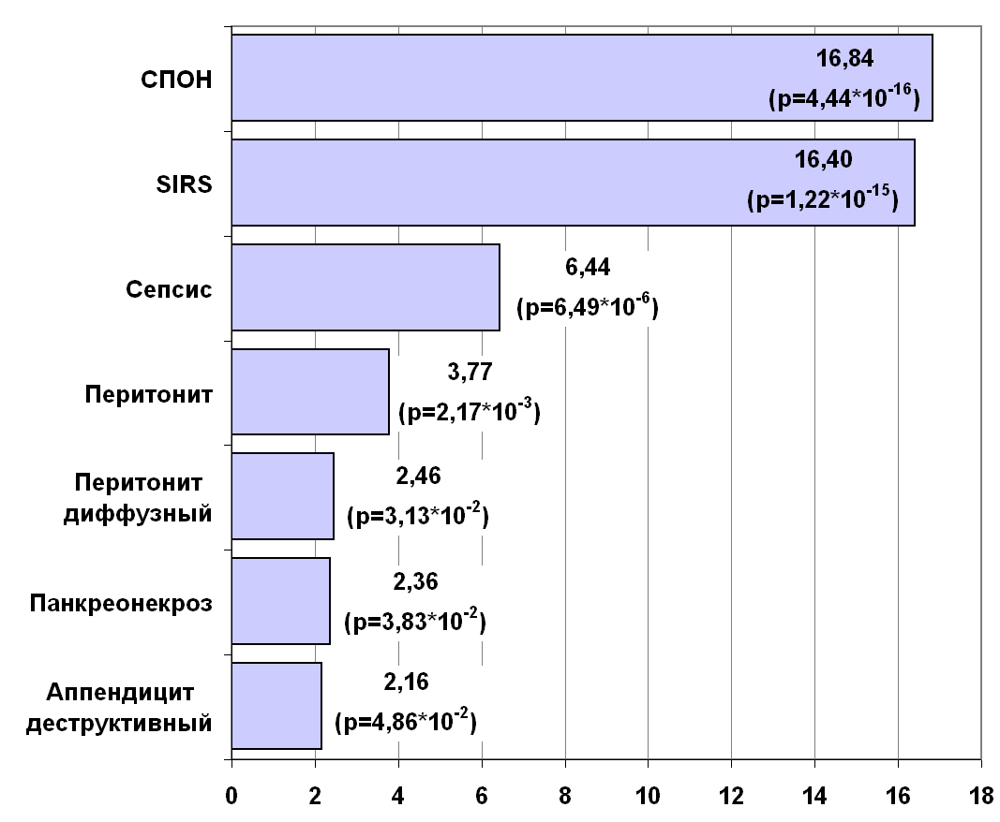 СПОН
16,84
(p=4,44*10⁻¹⁶)
SIRS
16,40
(p=1,22*10⁻¹⁵)
Сепсис
6,44
(p=6,49*10⁻⁶)
Перитонит
3,77
(p=2,17*10⁻³)
Перитонит
диффузный
2,46
(p=3,13*10⁻²)
Панкреонекроз
2,36
(p=3,83*10⁻²)
Аппендицит
деструктивный
2,16
(p=4,86*10⁻²)
0 2 4 6 8 10 12 14 16 18